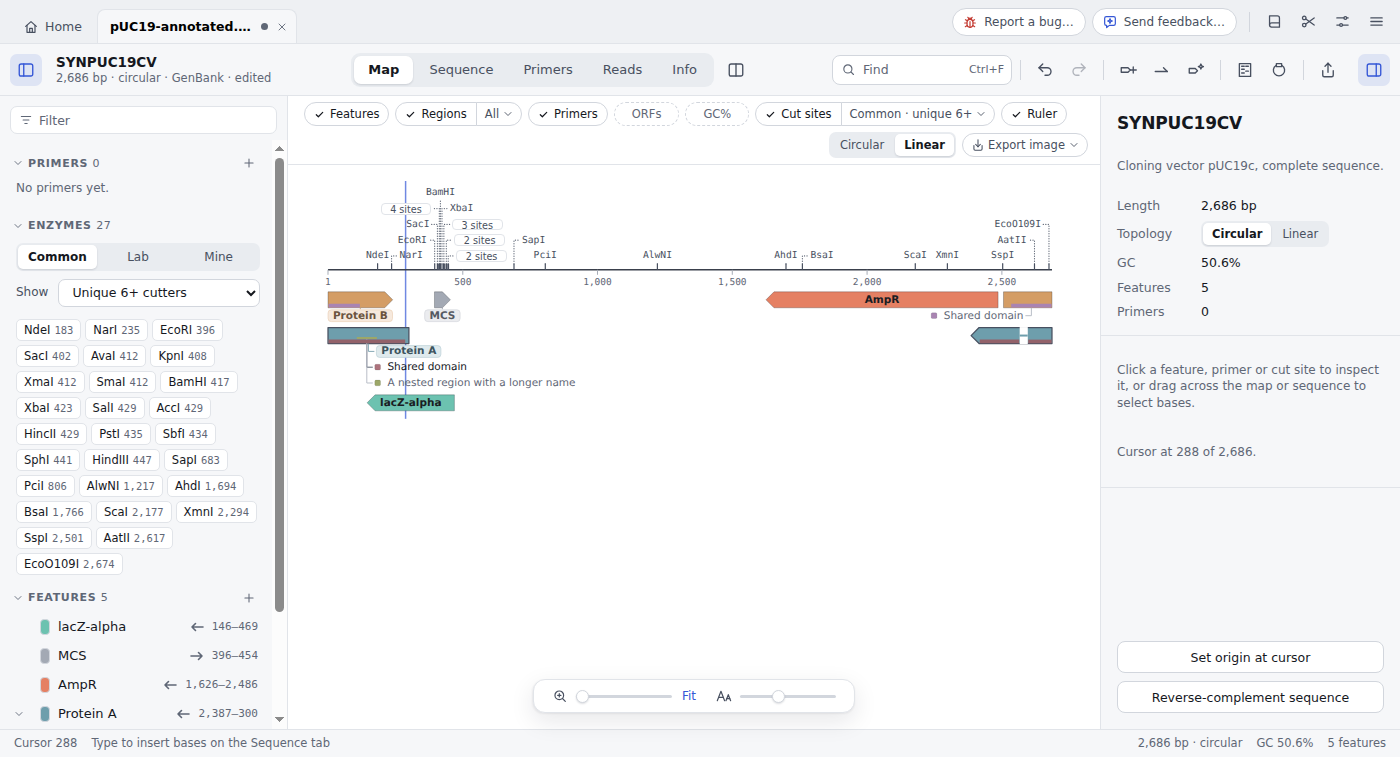 Home
pUC19-annotated....
Report a bug...
Send feedback...
SYNPUC19CV
2,686 bp · circular · GenBank · edited
Map
Sequence
Primers
Reads
Info
Find
Ctrl+F
Filter
PRIMERS 0
No primers yet.
ENZYMES 27
Common
Lab
Mine
Show
Unique 6+ cutters
NdeI 183
NarI 235
EcoRI 396
SacI 402
AvaI 412
KpnI 408
XmaI 412
SmaI 412
BamHI 417
XbaI 423
SalI 429
AccI 429
HincII 429
PstI 435
SbfI 434
SphI 441
HindIII 447
SapI 683
PciI 806
AlwNI 1,217
AhdI 1,694
BsaI 1,766
ScaI 2,177
XmnI 2,294
SspI 2,501
AatII 2,617
EcoO109I 2,674
FEATURES 5
lacZ-alpha
146–469
MCS
396–454
AmpR
1,626–2,486
Protein A
2,387–300
Features
Regions
All
Primers
ORFs
GC%
Cut sites
Common · unique 6+
Ruler
Circular
Linear
Export image
BamHI
4 sites
XbaI
SacI
3 sites
EcoO109I
EcoRI
2 sites
SapI
AatII
NdeI
NarI
2 sites
PciI
AlwNI
AhdI
BsaI
ScaI
XmnI
SspI
1
500
1,000
1,500
2,000
2,500
AmpR
Protein B
MCS
Shared domain
Protein A
Shared domain
A nested region with a longer name
lacZ-alpha
Fit
SYNPUC19CV
Cloning vector pUC19c, complete sequence.
Length
2,686 bp
Topology
Circular
Linear
GC
50.6%
Features
5
Primers
0
Click a feature, primer or cut site to inspect
it, or drag across the map or sequence to
select bases.
Cursor at 288 of 2,686.
Set origin at cursor
Reverse-complement sequence
Cursor 288
Type to insert bases on the Sequence tab
2,686 bp · circular
GC 50.6%
5 features